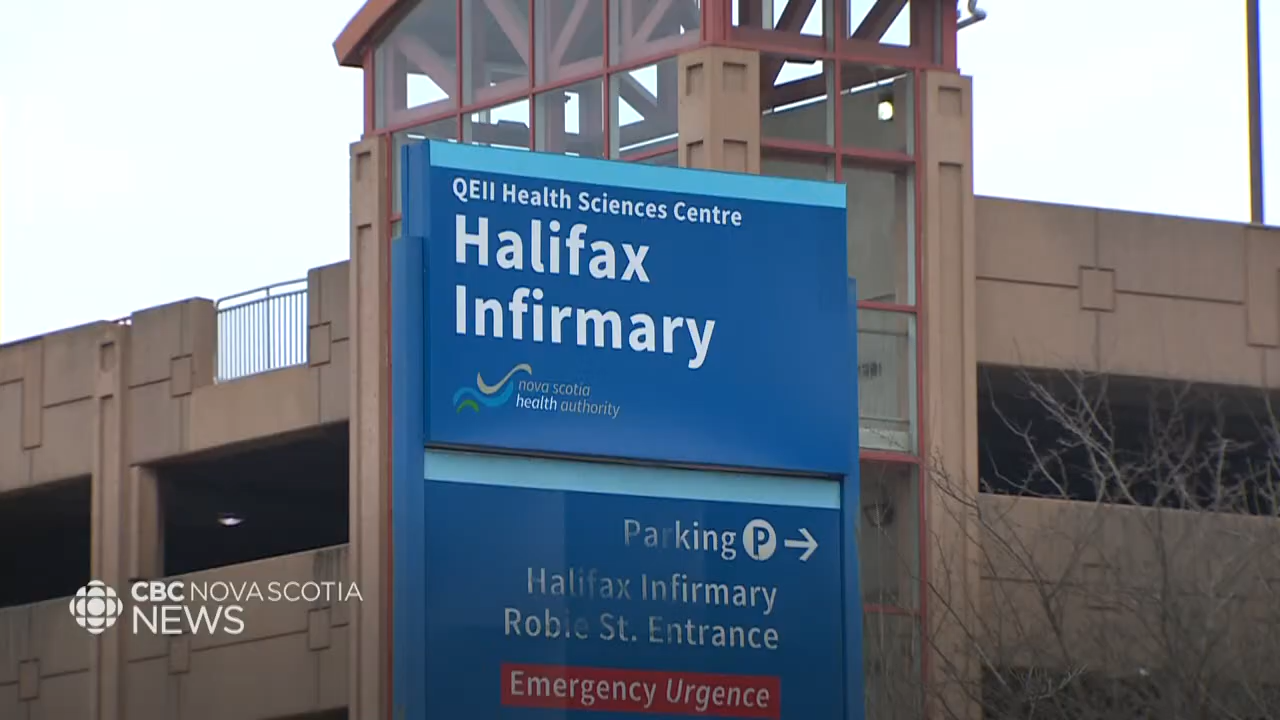 QEII Health Sciences Centre
Halifax
Infirmary
nova scotia
health authority
Parking P →
Halifax Infirmary
Robie St. Entrance
Emergency Urgence
CBC NOVA SCOTIA
NEWS